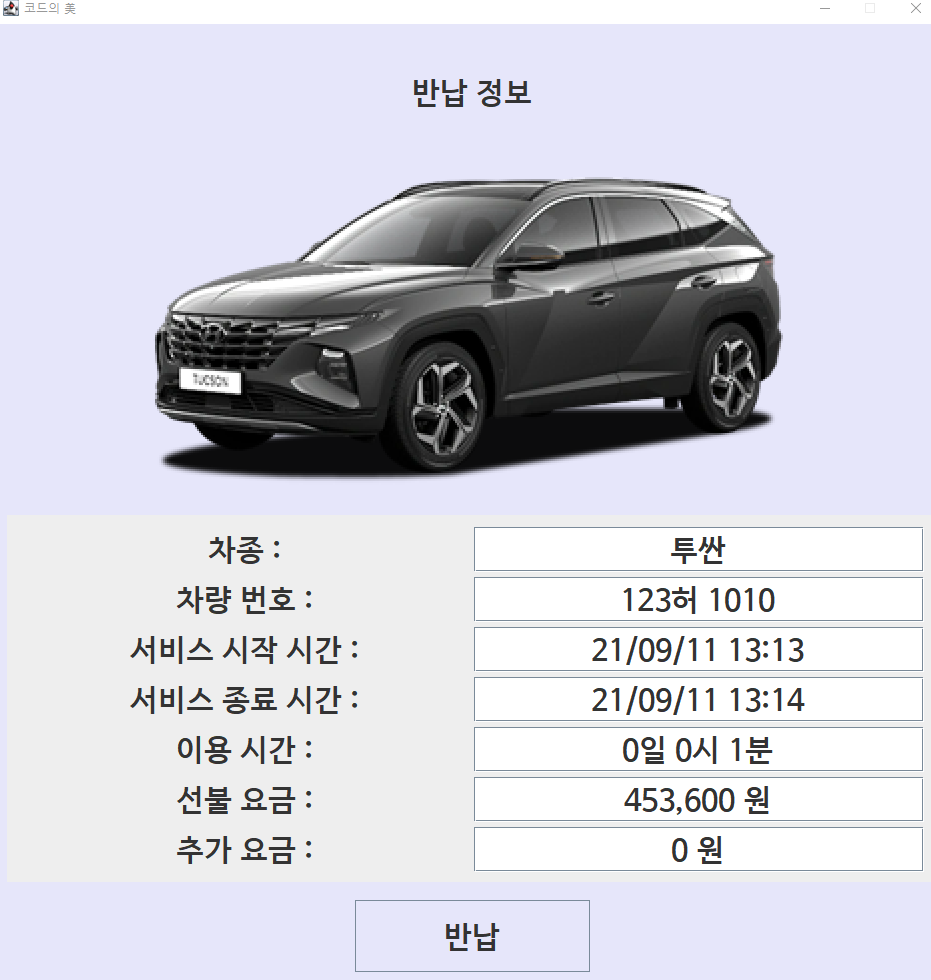 코드의 美
반납 정보
TUCSON
차종 : 투싼
차량 번호 : 123허 1010
서비스 시작 시간 : 21/09/11 13:13
서비스 종료 시간 : 21/09/11 13:14
이용 시간 : 0일 0시 1분
선불 요금 : 453,600 원
추가 요금 : 0 원
반납